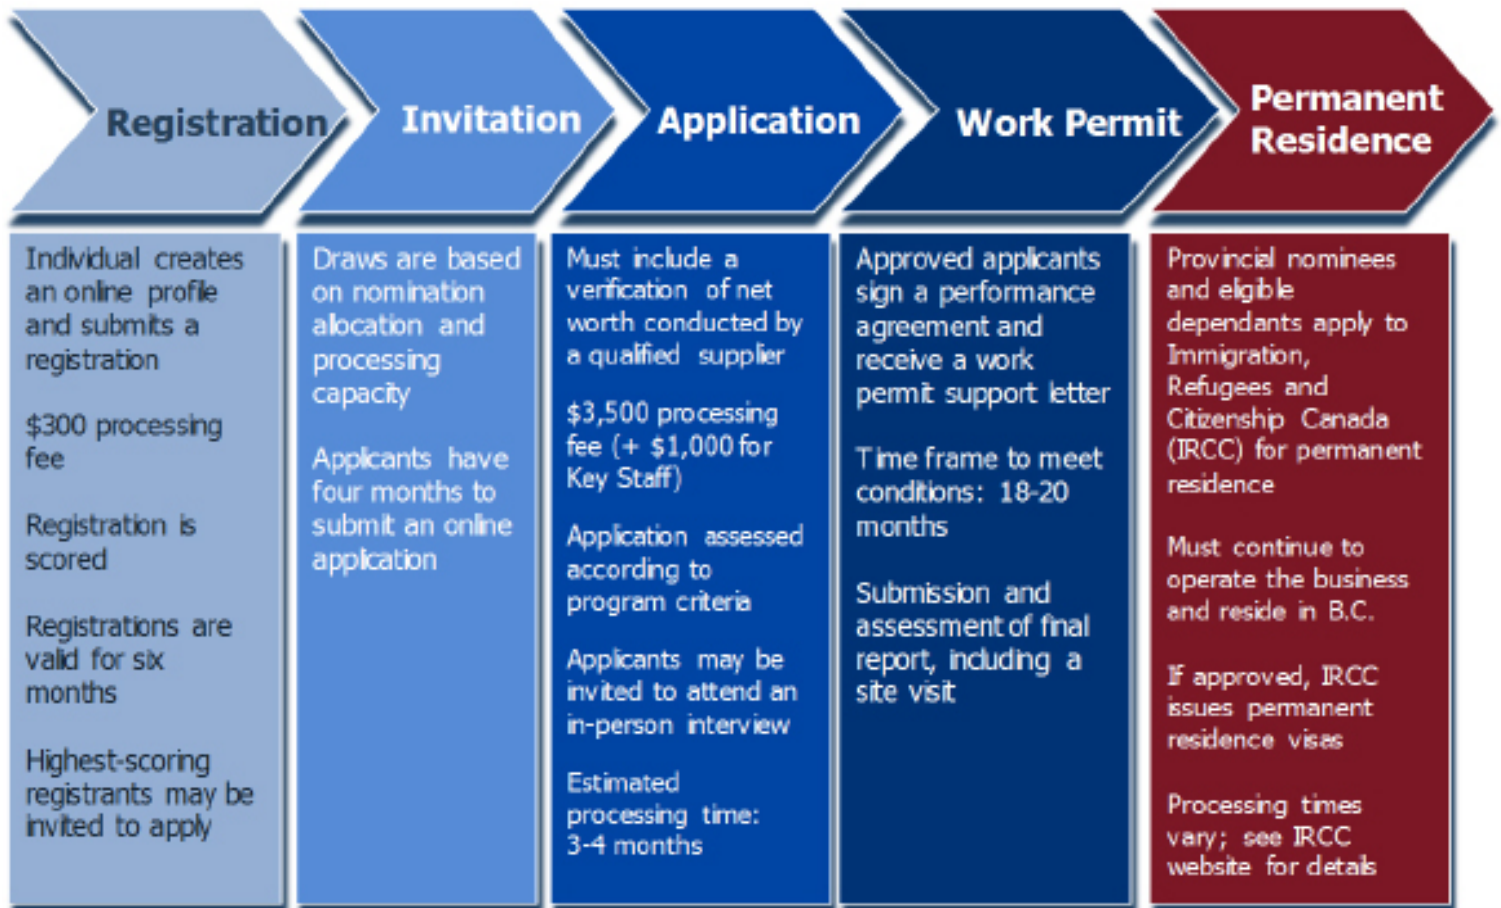 Registration
Individual creates
an online profile
and submits a
registration
$300 processing
fee
Registration is
scored
Registrations are
valid for six
months
Highest-scoring
registrants may be
invited to apply
Invitation
Draws are based
on nomination
allocation and
processing
capacity
Applicants have
four months to
submit an online
application
Application
Must include a
verification of net
worth conducted by
a qualified supplier
$3,500 processing
fee (+ $1,000 for
Key Staff)
Application assessed
according to
program criteria
Applicants may be
invited to attend an
in-person interview
Estimated
processing time:
3-4 months
Work Permit
Approved applicants
sign a performance
agreement and
receive a work
permit support letter
Time frame to meet
conditions: 18-20
months
Submission and
assessment of final
report, including a
site visit
Permanent
Residence
Provincial nominees
and eligible
dependants apply to
Immigration,
Refugees and
Citizenship Canada
(IRCC) for permanent
residence
Must continue to
operate the business
and reside in B.C.
If approved, IRCC
issues permanent
residence visas
Processing times
vary; see IRCC
website for details